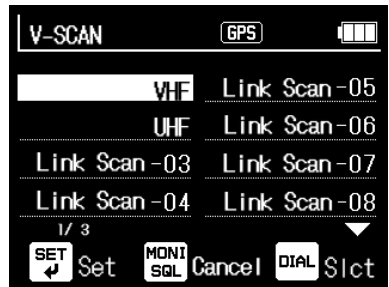 V-SCAN GPS
VHF Link Scan-05
UHF Link Scan-06
Link Scan-03 Link Scan-07
Link Scan-04 Link Scan-08
1/ 3
SET Set MONI SQL Cancel DIAL Slct